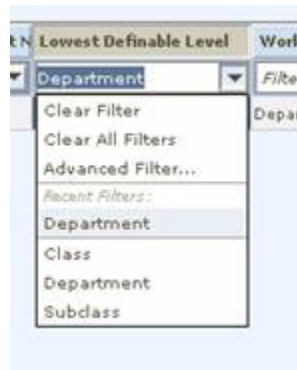 t N Lowest Definable Level Work
Department Filte
Clear Filter Depar
Clear All Filters
Advanced Filter...
Recent Filters:
Department
Class
Department
Subclass